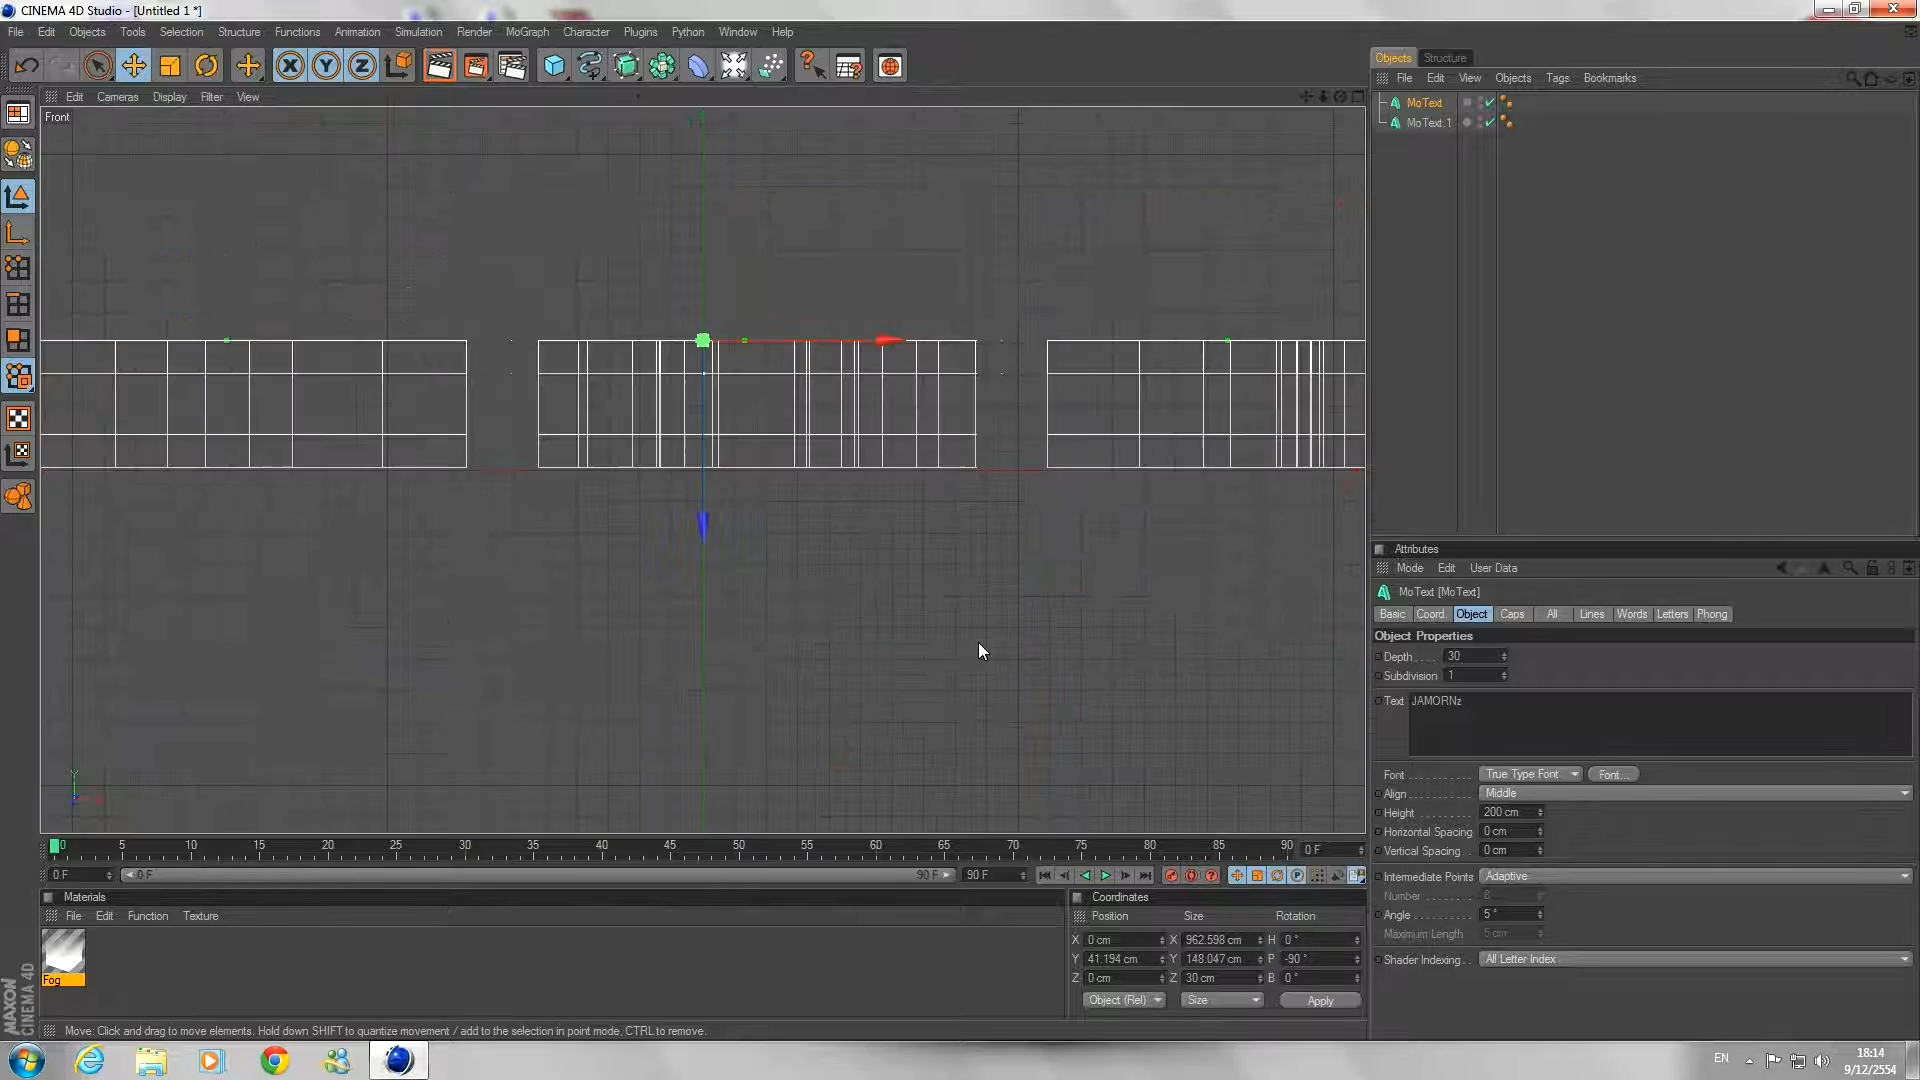 CINEMA 4D Studio - [Untitled 1 *]
File Edit Objects Tools Selection Structure Functions Animation Simulation Render MoGraph Character Plugins Python Window Help
Objects Structure
File Edit View Objects Tags Bookmarks
MoText
MoText.1
Edit Cameras Display Filter View
Front
Y
Attributes
Mode Edit User Data
MoText [MoText]
Basic Coord. Object Caps All Lines Words Letters Phong
Object Properties
Depth 30
Subdivision 1
Text JAMORNz
Font True Type Font Font...
Align Middle
Height 200 cm
Horizontal Spacing 0 cm
Vertical Spacing 0 cm
Intermediate Points Adaptive
Number 8
Angle 5 °
Maximum Length 5 cm
Shader Indexing All Letter Index
0 5 10 15 20 25 30 35 40 45 50 55 60 65 70 75 80 85 90 0 F
0 F 0 F 90 F 90 F
Materials
File Edit Function Texture
Fog
MAXON
CINEMA 4D
Coordinates
Position Size Rotation
X 0 cm X 962.598 cm H 0 °
Y 41.194 cm Y 148.047 cm P -90 °
Z 0 cm Z 30 cm B 0 °
Object (Rel) Size Apply
Move: Click and drag to move elements. Hold down SHIFT to quantize movement / add to the selection in point mode, CTRL to remove.
EN
18:14
9/12/2554